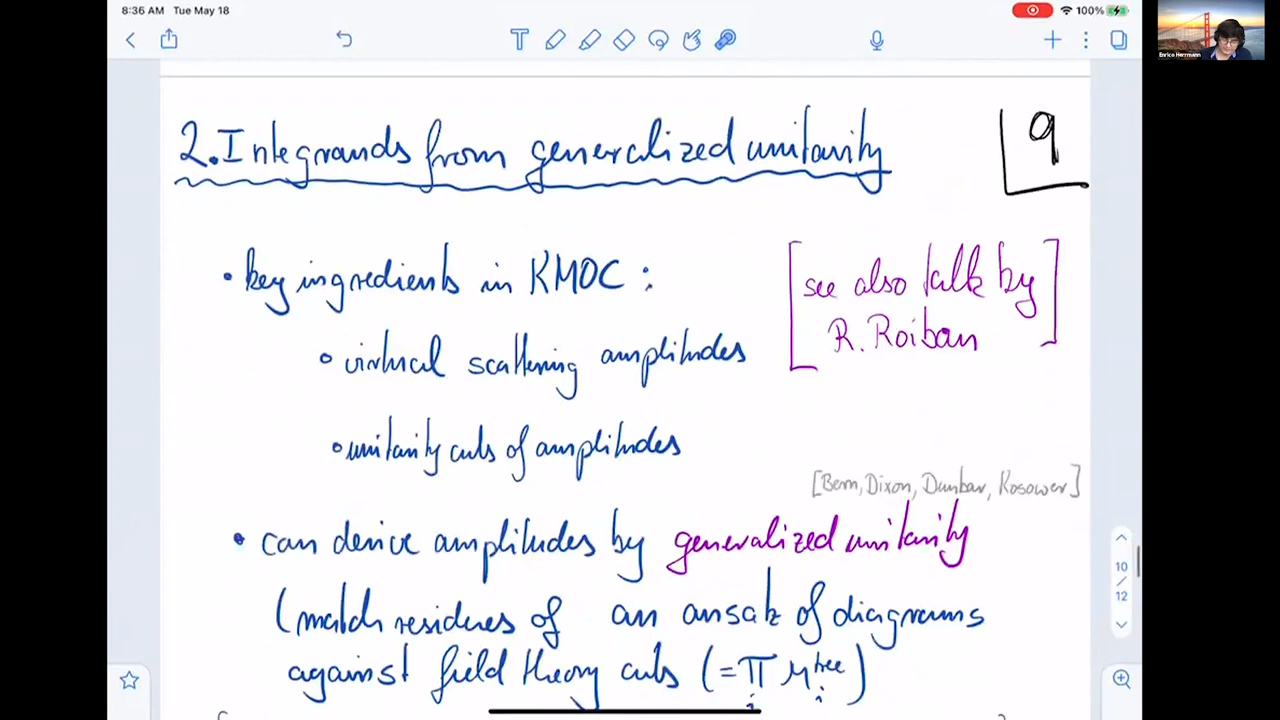 8:36 AM Tue May 18
100%
Enrico Herrmann
2. Integrands from generalized unitarity
9
• key ingredients in KMOC :
[see also talk by
R. Roiban]
◦ virtual scattering amplitudes
◦ unitarity cuts of amplitudes
[Bern, Dixon, Dunbar, Kosower]
• can derive amplitudes by generalized unitarity
(match residues of an ansatz of diagrams
against field theory cuts (= ∏ᵢ Mᵢᵗʳᵉᵉ)
10
/
12